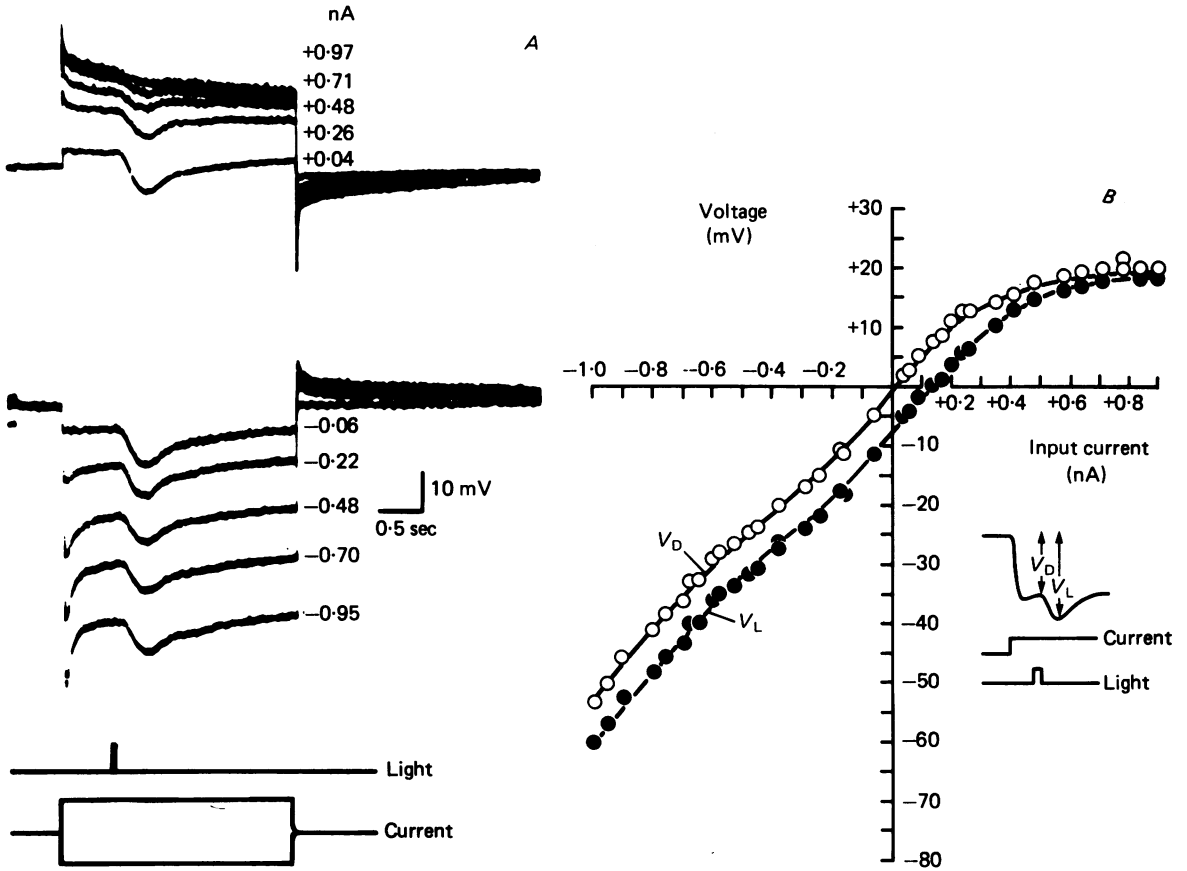 nA
A
+0·97
+0·71
+0·48
+0·26
+0·04
−0·06
−0·22
−0·48
−0·70
−0·95
10 mV
0·5 sec
Light
Current
B
Voltage
(mV)
+30
+20
+10
−1·0 −0·8 −0·6 −0·4 −0·2
+0·2 +0·4 +0·6 +0·8
Input current
(nA)
−10
−20
−30
−40
−50
−60
−70
−80
VD
VL
VD
VL
Current
Light